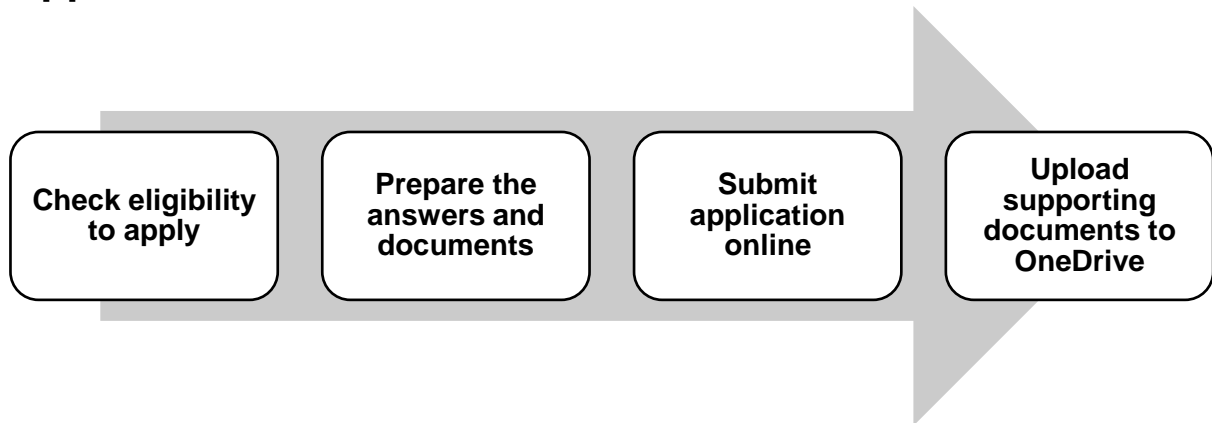 Check eligibility
to apply
Prepare the
answers and
documents
Submit
application
online
Upload
supporting
documents to
OneDrive